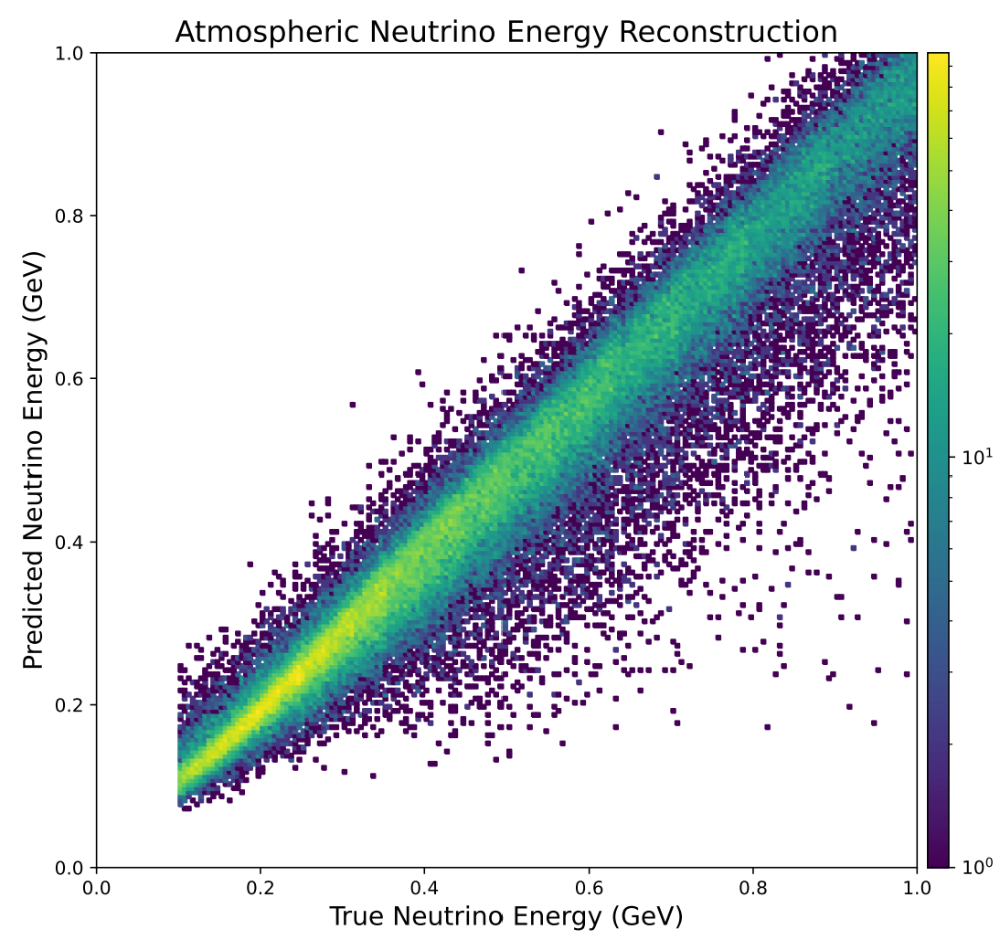 Atmospheric Neutrino Energy Reconstruction
1.0
0.8
0.6
0.4
0.2
0.0
Predicted Neutrino Energy (GeV)
0.0 0.2 0.4 0.6 0.8 1.0
True Neutrino Energy (GeV)
10¹
10⁰